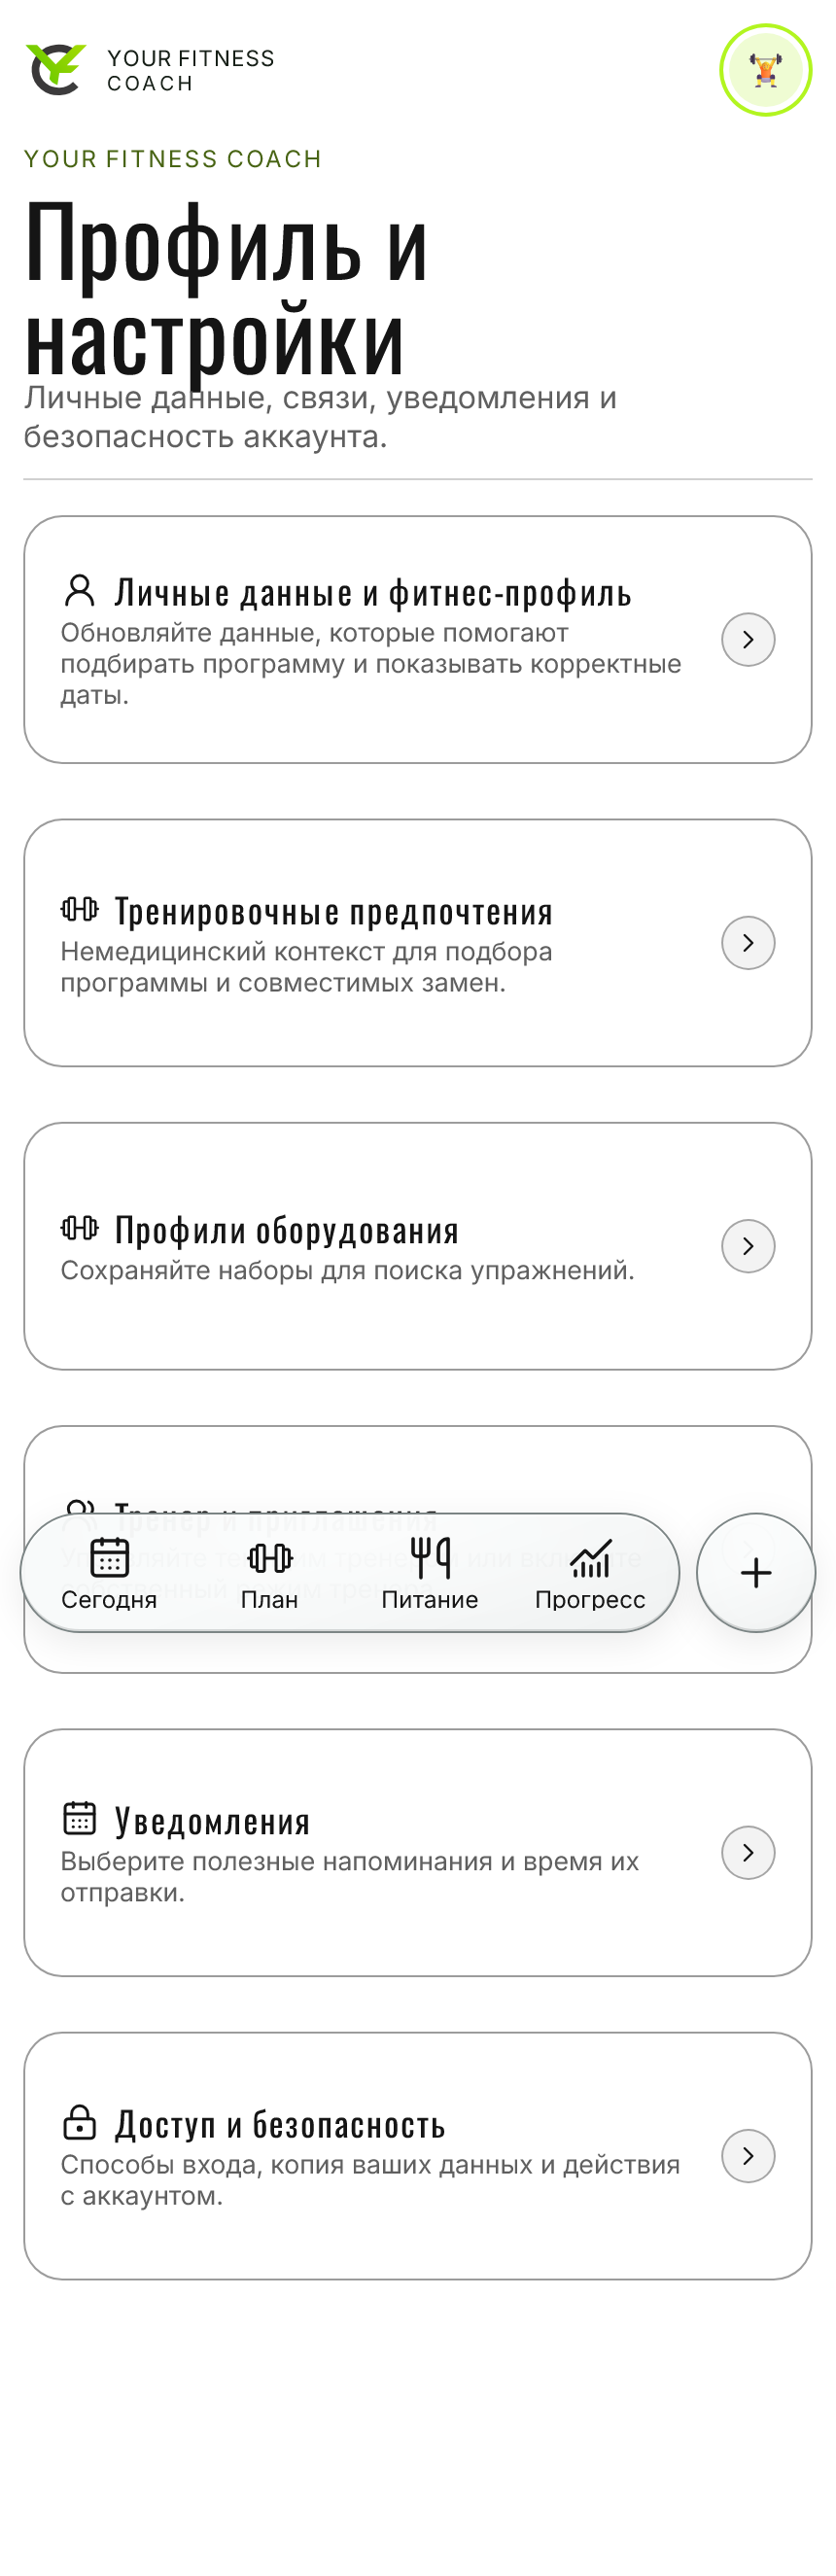 YOUR FITNESS
COACH
YOUR FITNESS COACH
Профиль и
настройки
Личные данные, связи, уведомления и
безопасность аккаунта.
Личные данные и фитнес-профиль
Обновляйте данные, которые помогают
подбирать программу и показывать корректные
даты.
Тренировочные предпочтения
Немедицинский контекст для подбора
программы и совместимых замен.
Профили оборудования
Сохраняйте наборы для поиска упражнений.
Тренер и приглашения
или
Сегодня План Питание Прогресс
Уведомления
Выберите полезные напоминания и время их
отправки.
Доступ и безопасность
Способы входа, копия ваших данных и действия
с аккаунтом.